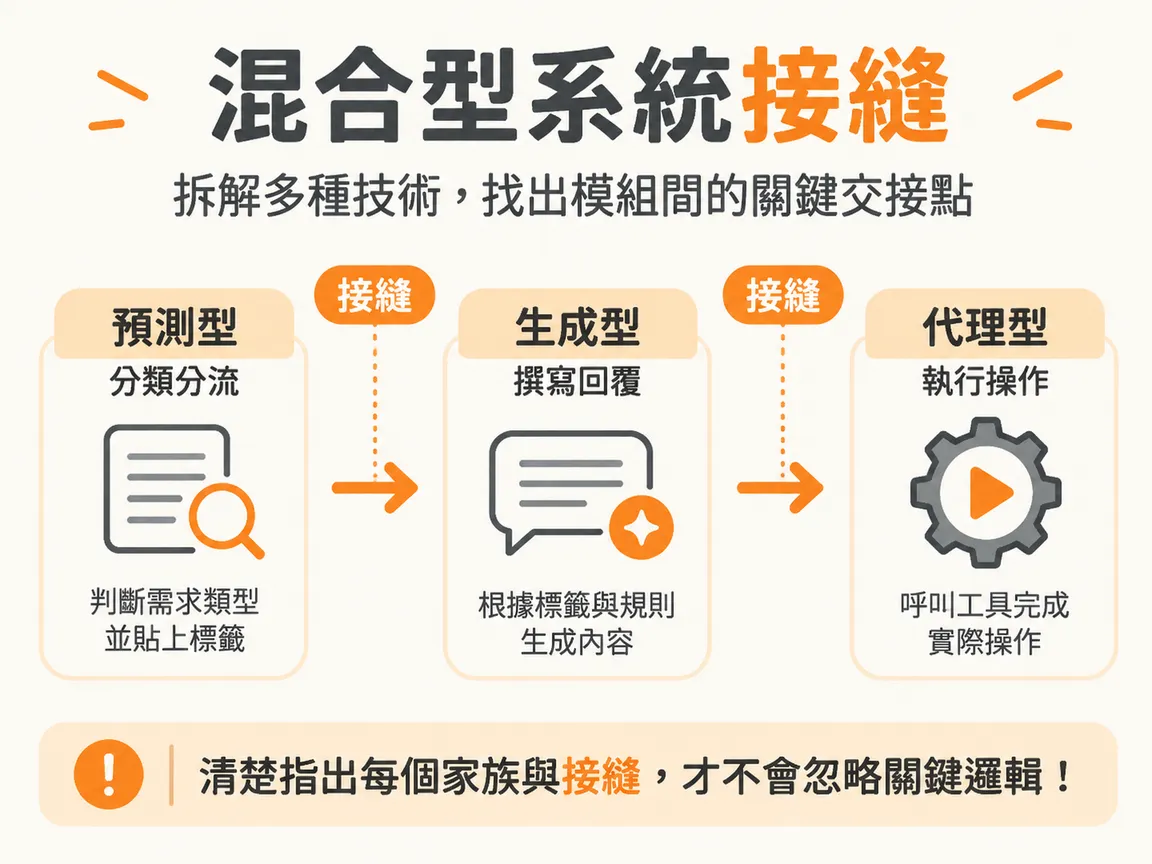 混合型系統接縫
拆解多種技術，找出模組間的關鍵交接點
預測型
分類分流
判斷需求類型
並貼上標籤
接縫
生成型
撰寫回覆
根據標籤與規則
生成內容
接縫
代理型
執行操作
呼叫工具完成
實際操作
清楚指出每個家族與接縫，才不會忽略關鍵邏輯！